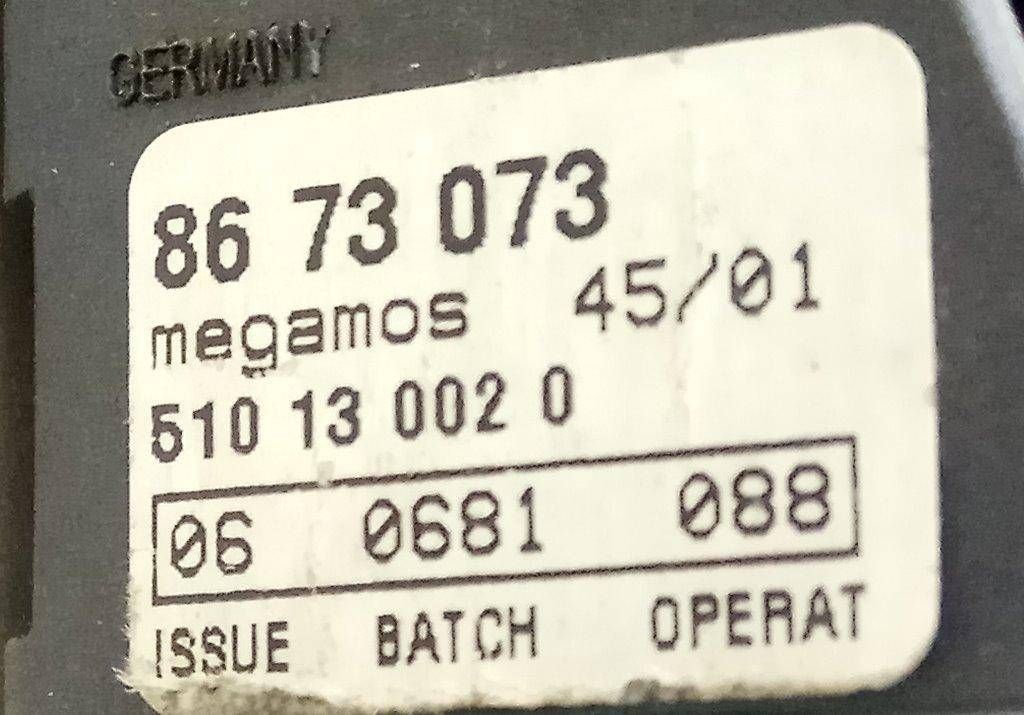 GERMANY
86 73 073
megamos 45/01
510 13 002 0
06 0681 088
ISSUE BATCH OPERAT